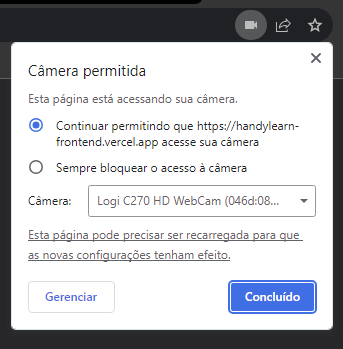 Câmera permitida
Esta página está acessando sua câmera.
Continuar permitindo que https://handylearn-
frontend.vercel.app acesse sua câmera
Sempre bloquear o acesso à câmera
Câmera: Logi C270 HD WebCam (046d:08...
Esta página pode precisar ser recarregada para que
as novas configurações tenham efeito.
Gerenciar Concluído